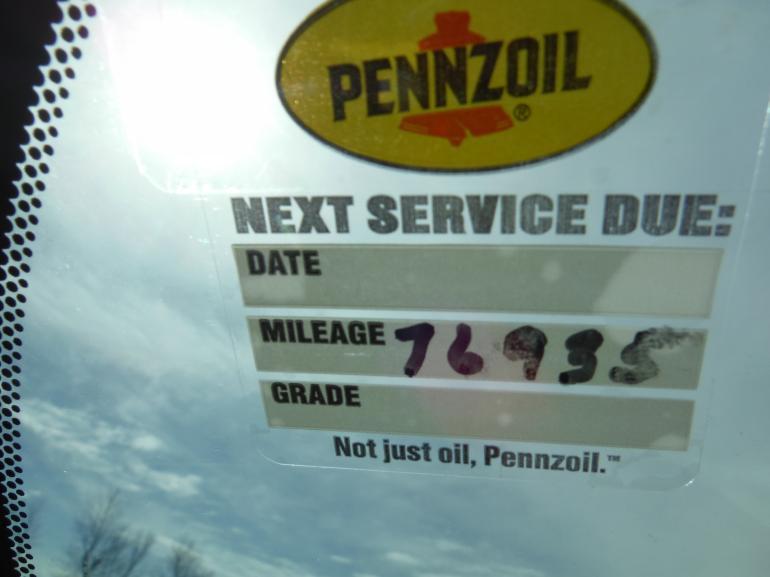 PENNZOIL®
NEXT SERVICE DUE:
DATE
MILEAGE 76935
GRADE
Not just oil, Pennzoil.™